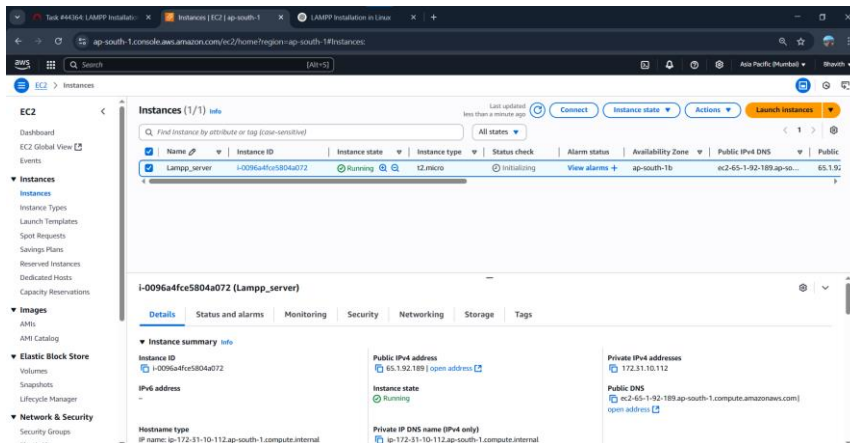 Task #44364: LAMPP Installatio
Instances | EC2 | ap-south-1
LAMPP Installation in Linux
ap-south-1.console.aws.amazon.com/ec2/home?region=ap-south-1#Instances:
aws
Search
[Alt+S]
Asia Pacific (Mumbai)
Bhavith
EC2 > Instances
EC2
Dashboard
EC2 Global View
Events
Instances
Instances
Instance Types
Launch Templates
Spot Requests
Savings Plans
Reserved Instances
Dedicated Hosts
Capacity Reservations
Images
AMIs
AMI Catalog
Elastic Block Store
Volumes
Snapshots
Lifecycle Manager
Network & Security
Security Groups
Instances (1/1) Info
Last updated
less than a minute ago
Connect
Instance state
Actions
Launch instances
Find Instance by attribute or tag (case-sensitive)
All states
1
Name Instance ID Instance state Instance type Status check Alarm status Availability Zone Public IPv4 DNS Public
Lampp_server i-0096a4fce5804a072 Running t2.micro Initializing View alarms + ap-south-1b ec2-65-1-92-189.ap-so... 65.1.92
i-0096a4fce5804a072 (Lampp_server)
Details Status and alarms Monitoring Security Networking Storage Tags
Instance summary Info
Instance ID
i-0096a4fce5804a072
Public IPv4 address
65.1.92.189 | open address
Private IPv4 addresses
172.31.10.112
IPv6 address
–
Instance state
Running
Public DNS
ec2-65-1-92-189.ap-south-1.compute.amazonaws.com |
open address
Hostname type
IP name: ip-172-31-10-112.ap-south-1.compute.internal
Private IP DNS name (IPv4 only)
ip-172-31-10-112.ap-south-1.compute.internal